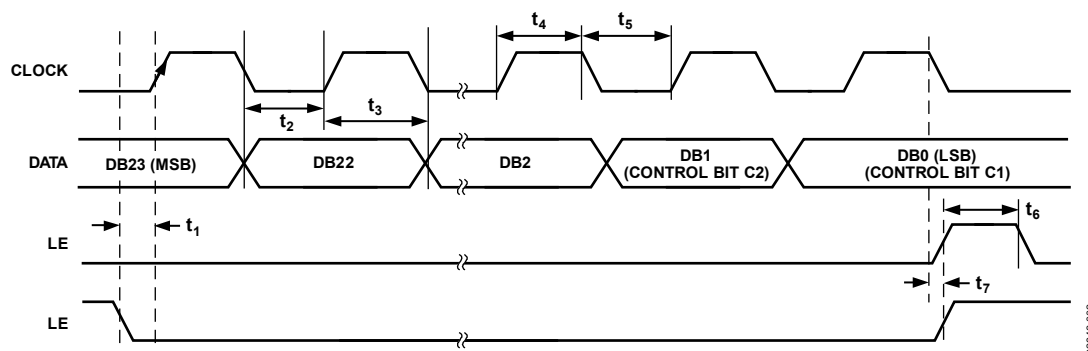 t4
t5
CLOCK
t2
t3
DATA
DB23 (MSB)
DB22
DB2
DB1
(CONTROL BIT C2)
DB0 (LSB)
(CONTROL BIT C1)
t1
t6
LE
t7
LE